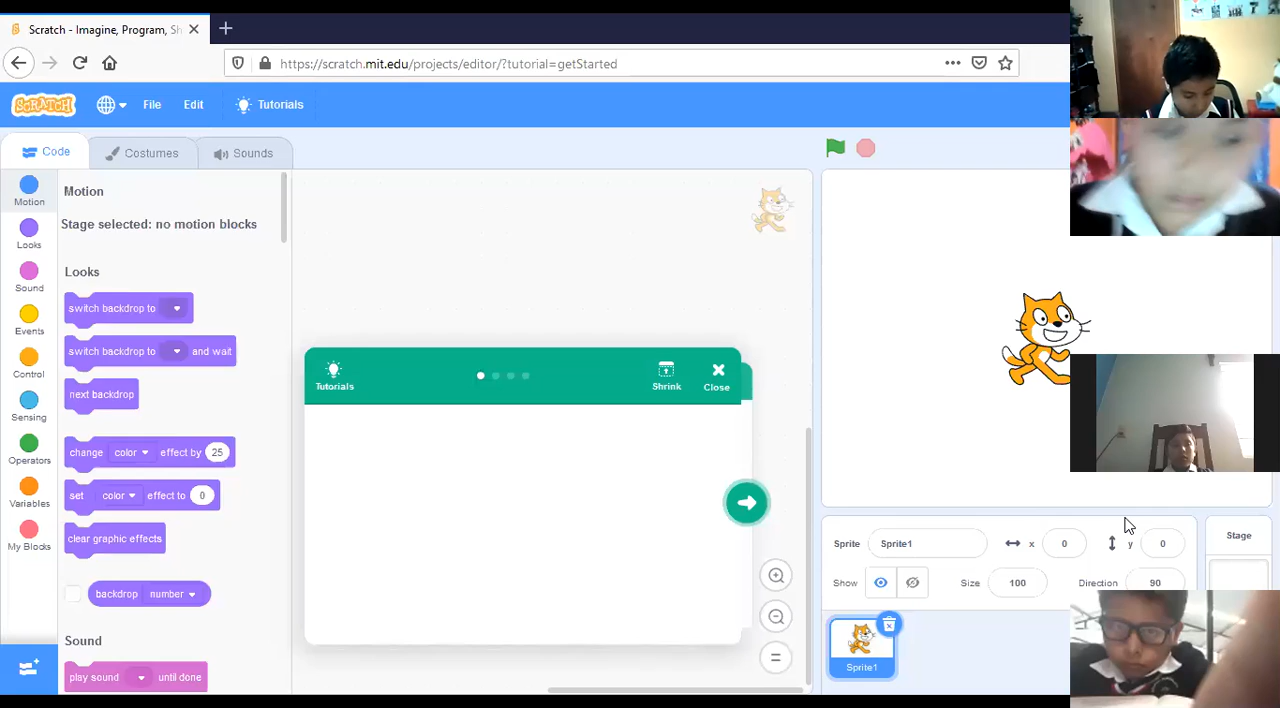 Scratch - Imagine, Program, Sh
https://scratch.mit.edu/projects/editor/?tutorial=getStarted
SCRATCH
File
Edit
Tutorials
Code
Costumes
Sounds
Motion
Looks
Sound
Events
Control
Sensing
Operators
Variables
My Blocks
Motion
Stage selected: no motion blocks
Looks
switch backdrop to
switch backdrop to and wait
next backdrop
change color effect by 25
set color effect to 0
clear graphic effects
backdrop number
Sound
play sound until done
Tutorials
Shrink
Close
Sprite Sprite1 x 0 y 0
Show Size 100 Direction 90
Sprite1
Stage